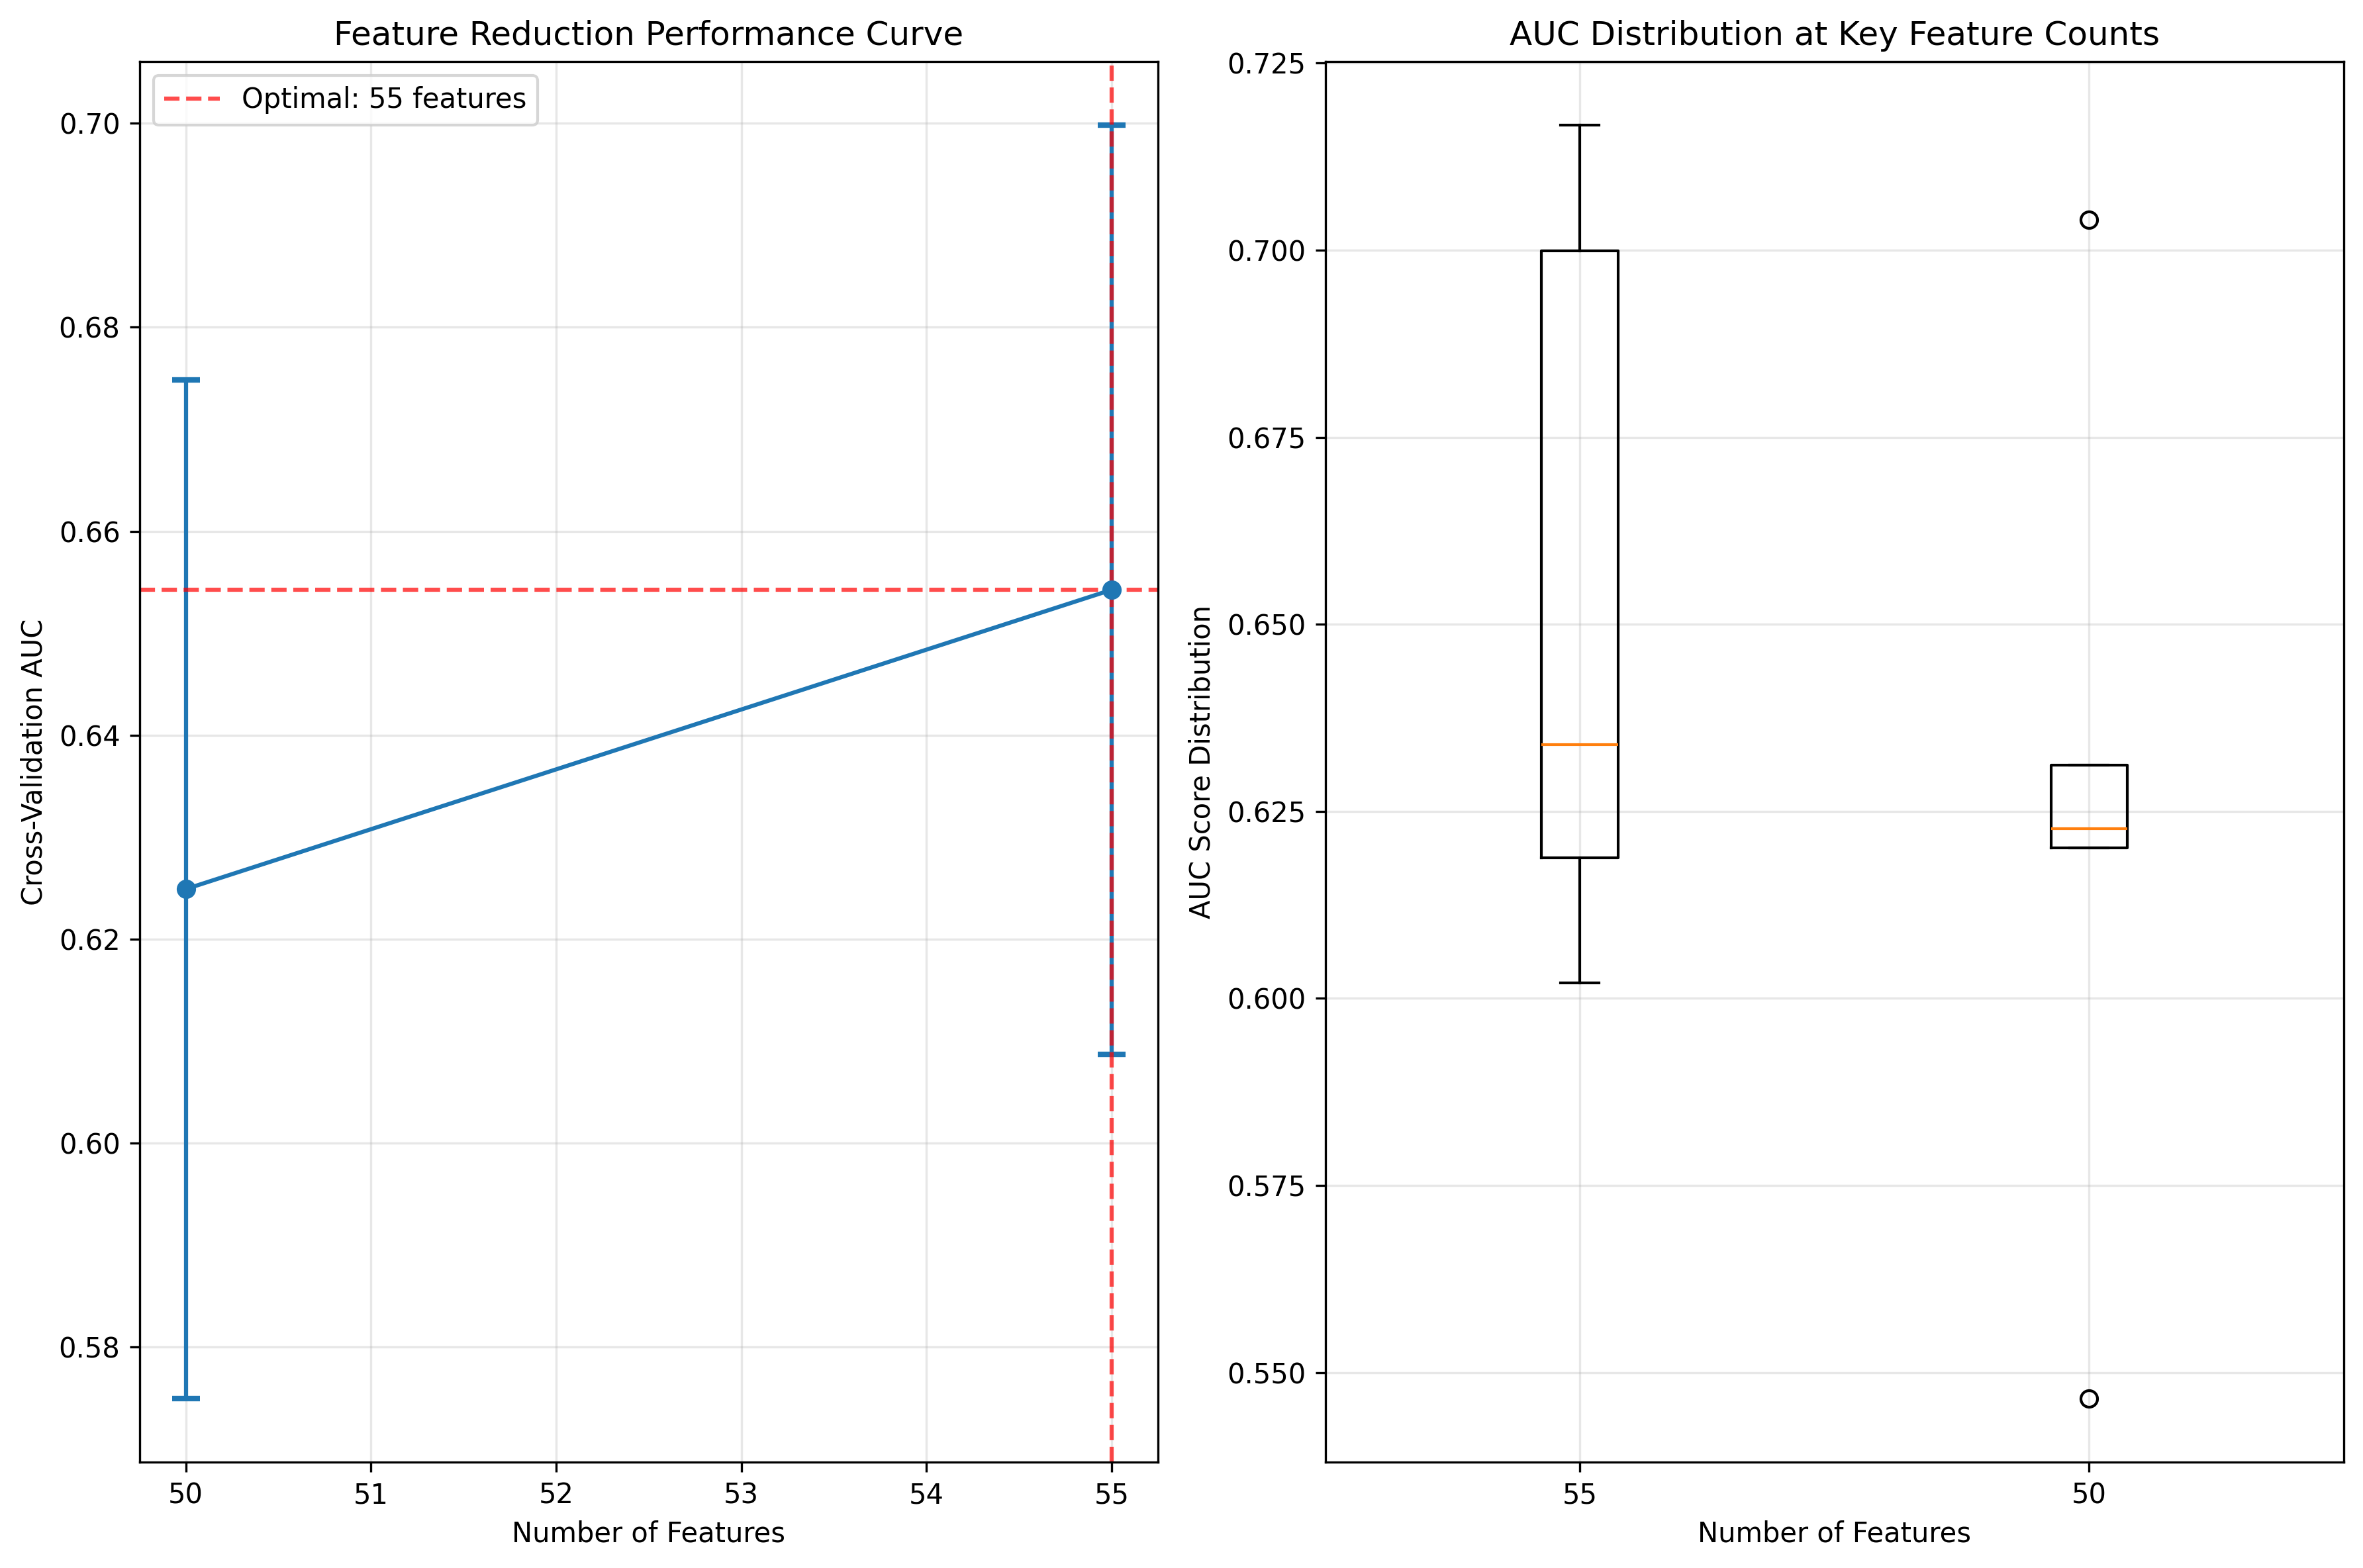 Feature Reduction Performance Curve
Optimal: 55 features
0.70
0.68
0.66
0.64
0.62
0.60
0.58
Cross-Validation AUC
50 51 52 53 54 55
Number of Features
AUC Distribution at Key Feature Counts
0.725
0.700
0.675
0.650
0.625
0.600
0.575
0.550
AUC Score Distribution
55 50
Number of Features